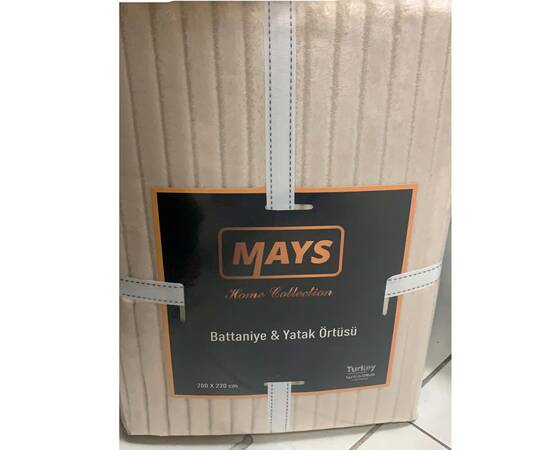 MAYS
Home Collection
Battaniye & Yatak Örtüsü
200 X 220 cm
Turkey